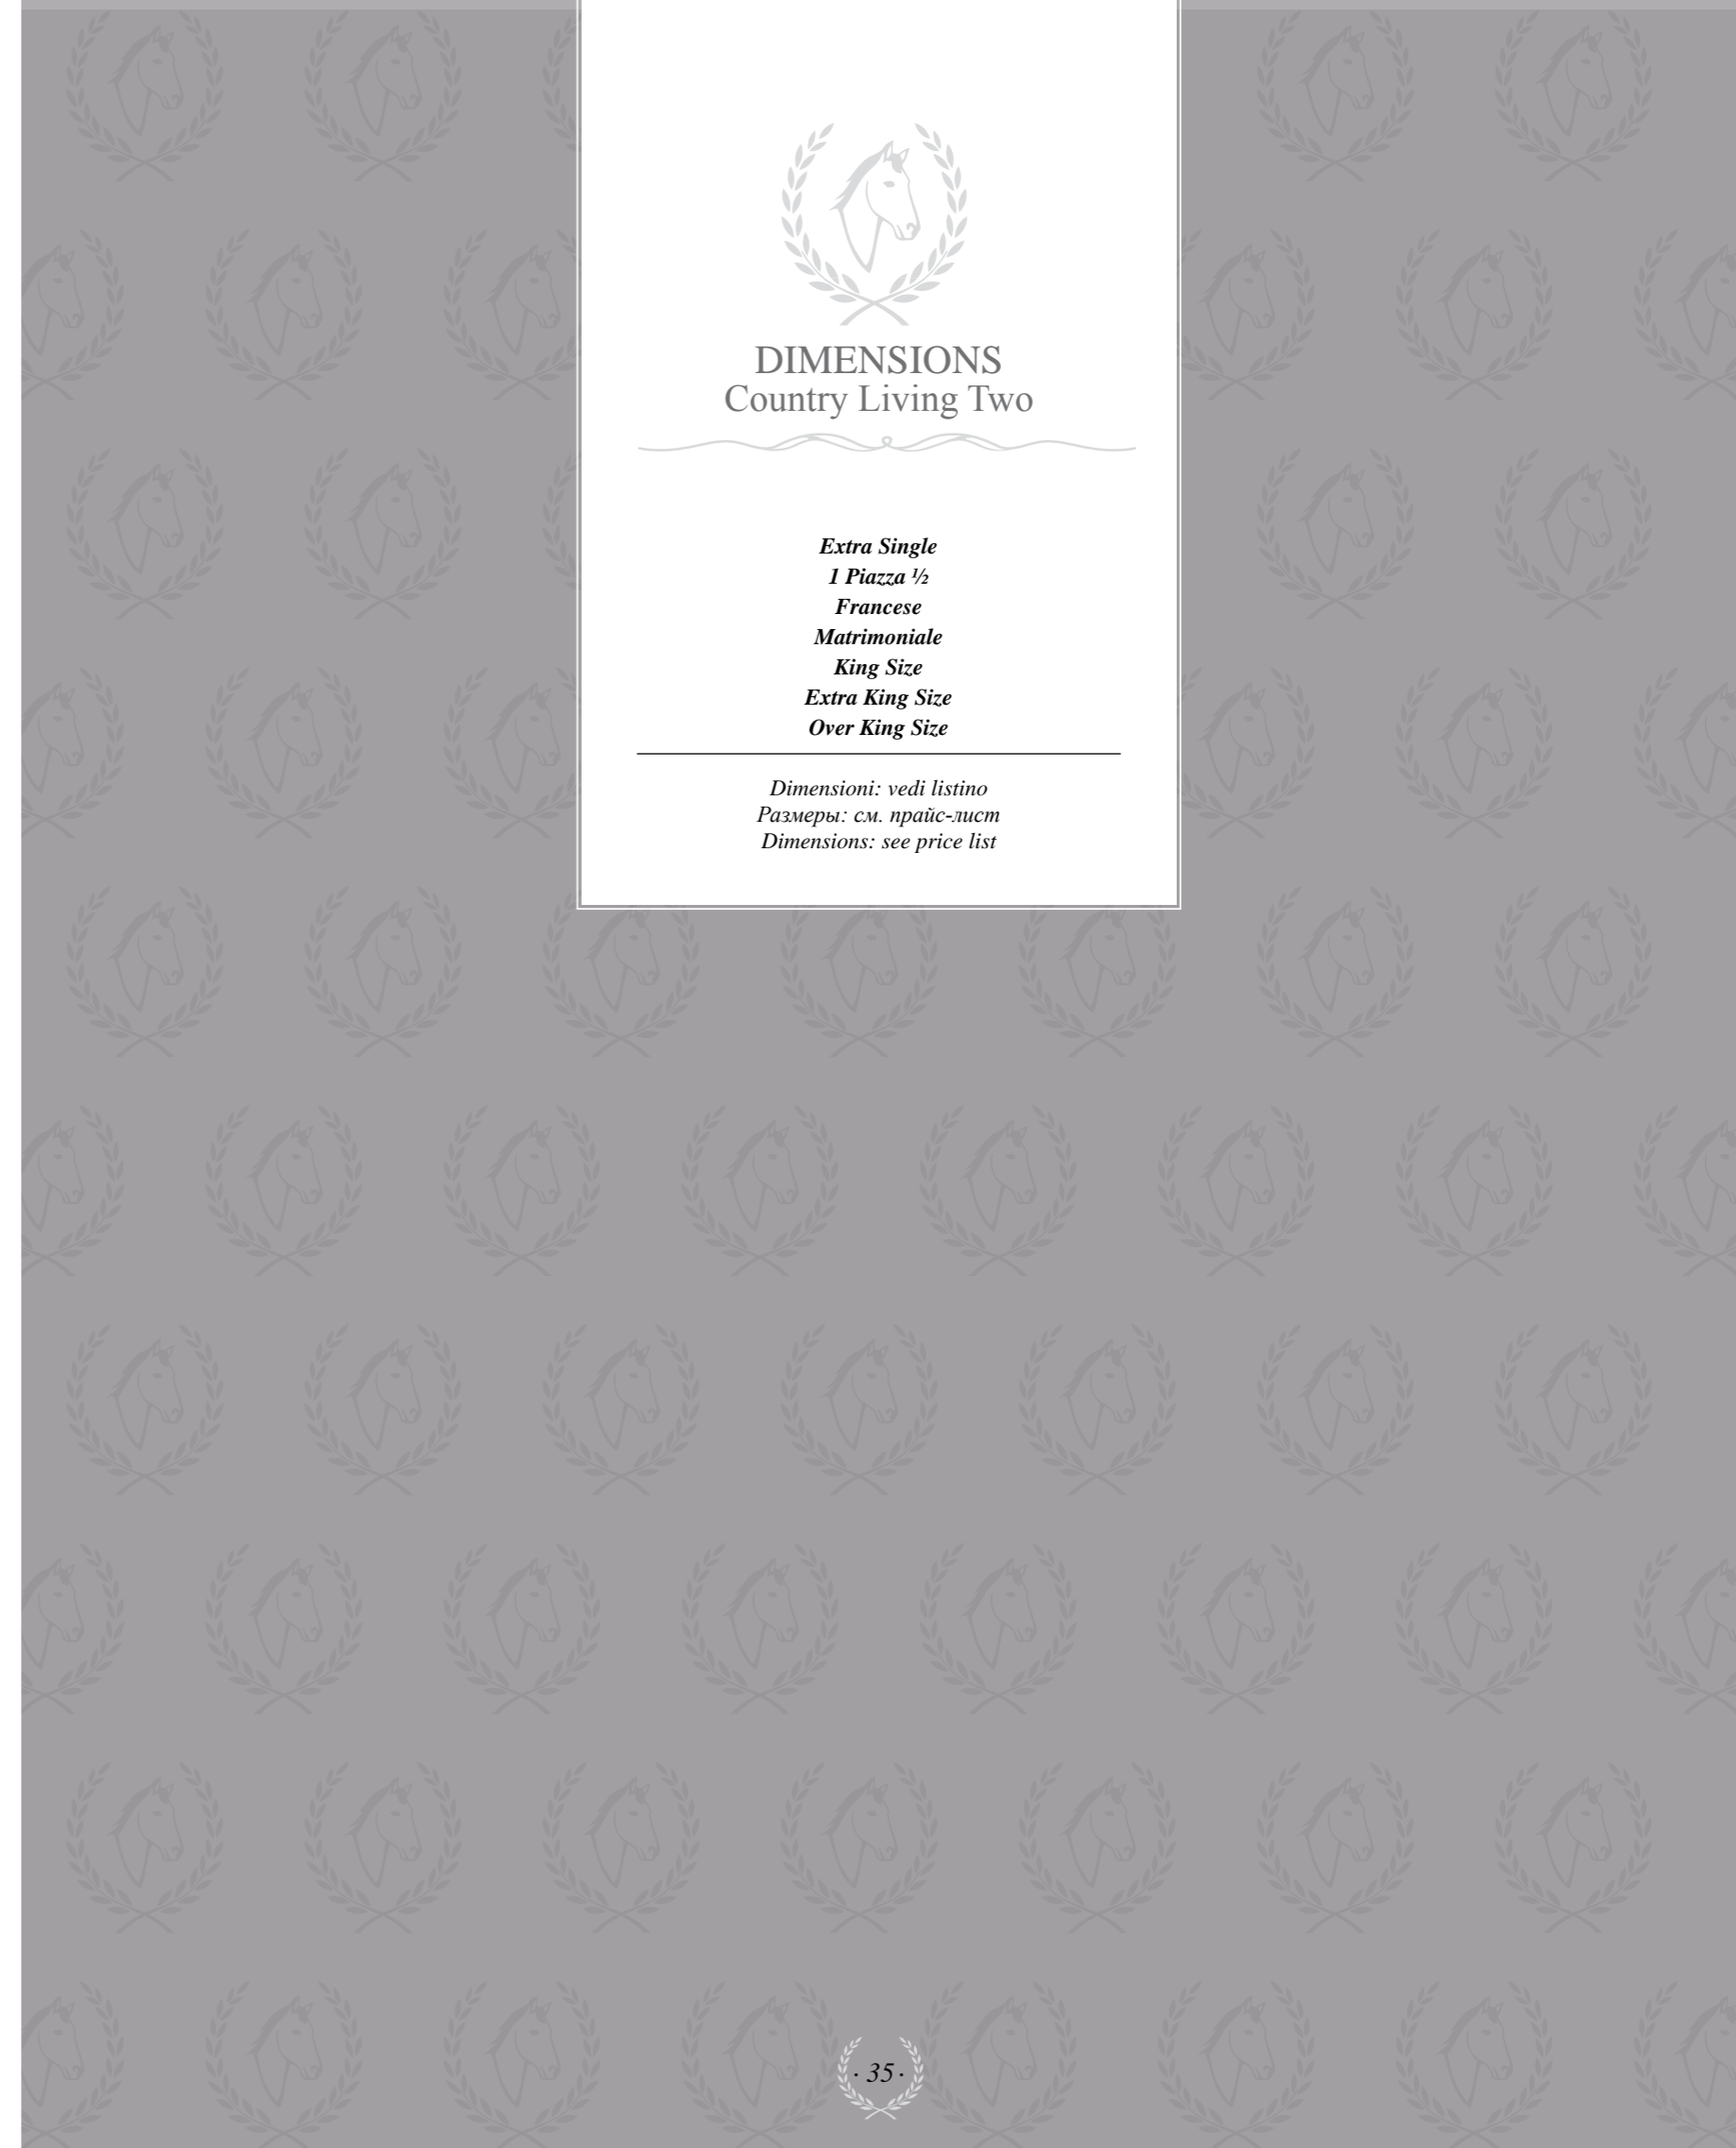 DIMENSIONS
Country Living Two
Extra Single
1 Piazza ½
Francese
Matrimoniale
King Size
Extra King Size
Over King Size
Dimensioni: vedi listino
Размеры: см. прайс-лист
Dimensions: see price list
· 35 ·